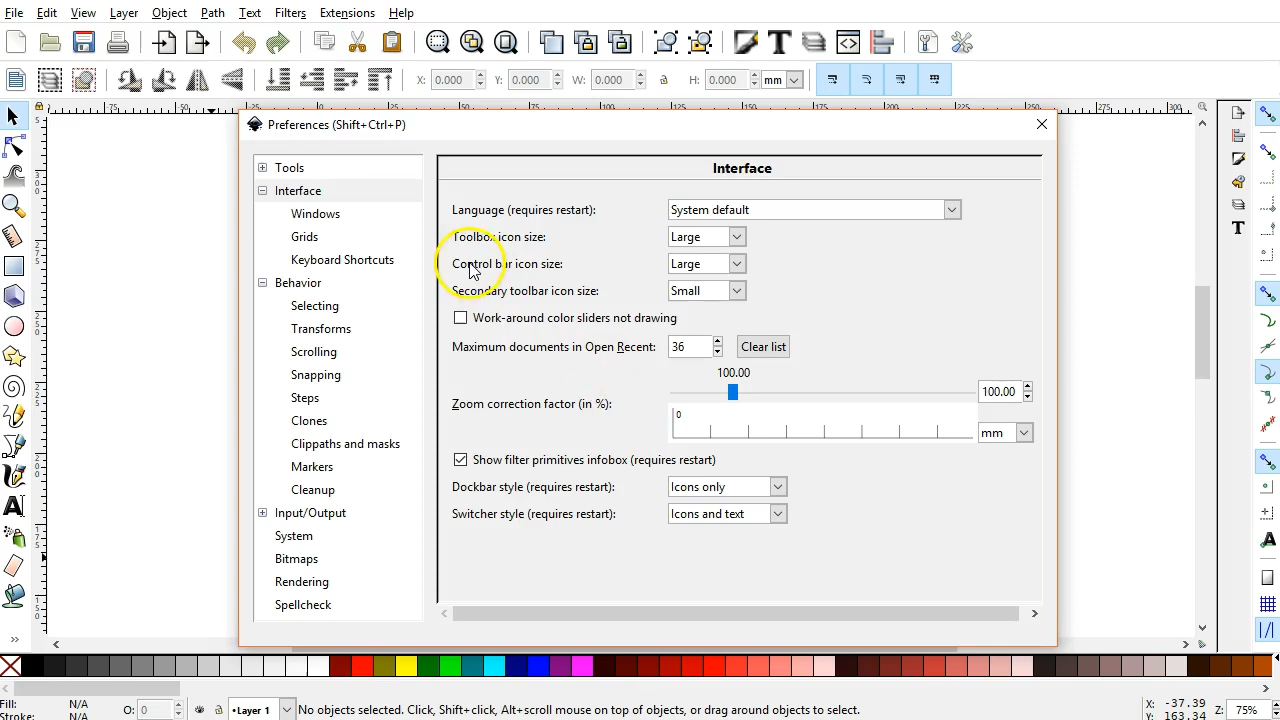 File Edit View Layer Object Path Text Filters Extensions Help
X: 0.000 Y: 0.000 W: 0.000 H: 0.000 mm
Preferences (Shift+Ctrl+P)
Tools
Interface
Windows
Grids
Keyboard Shortcuts
Behavior
Selecting
Transforms
Scrolling
Snapping
Steps
Clones
Clippaths and masks
Markers
Cleanup
Input/Output
System
Bitmaps
Rendering
Spellcheck
Interface
Language (requires restart): System default
Toolbox icon size: Large
Control bar icon size: Large
Secondary toolbar icon size: Small
Work-around color sliders not drawing
Maximum documents in Open Recent: 36 Clear list
100.00
Zoom correction factor (in %): 100.00
0
mm
Show filter primitives infobox (requires restart)
Dockbar style (requires restart): Icons only
Switcher style (requires restart): Icons and text
Fill: N/A
Stroke: N/A
O: 0
•Layer 1
No objects selected. Click, Shift+click, Alt+scroll mouse on top of objects, or drag around objects to select.
X: -37.39
Y: 163.34
Z: 75%